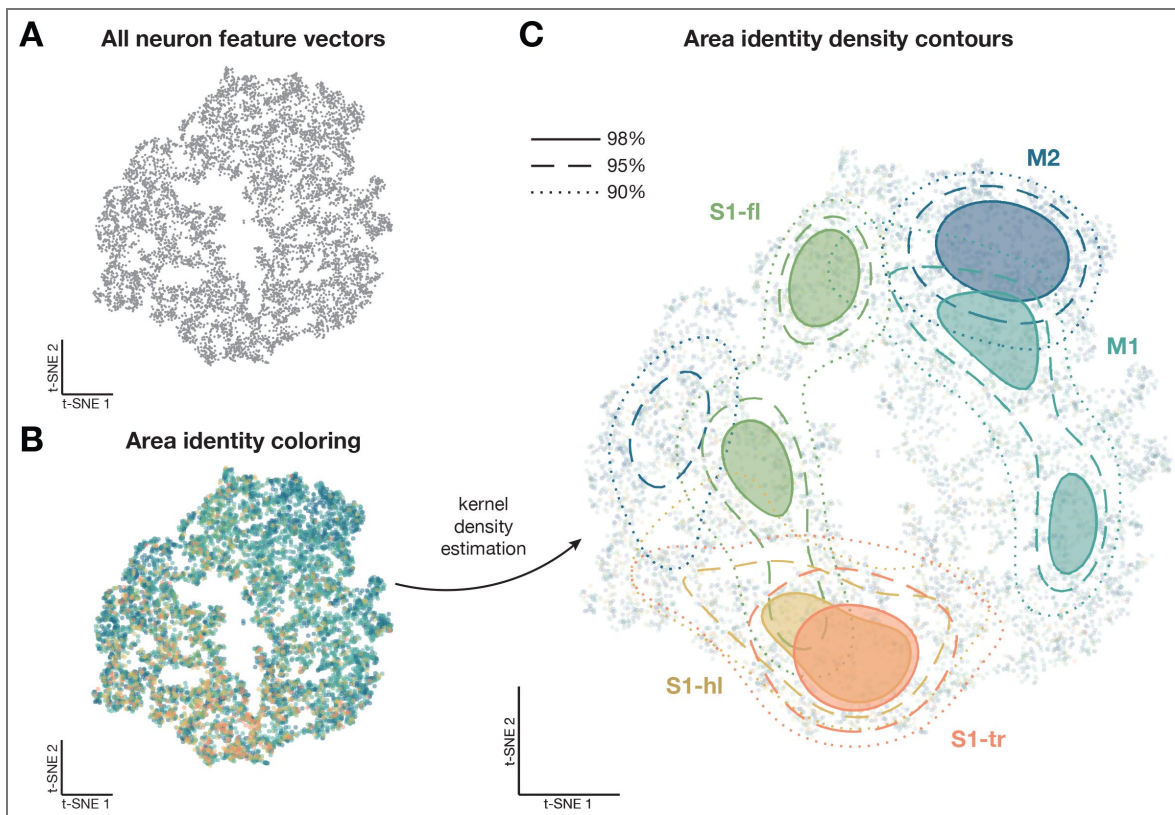 A
All neuron feature vectors
t-SNE 2
t-SNE 1
B
Area identity coloring
t-SNE 2
t-SNE 1
kernel
density
estimation
C
Area identity density contours
98%
95%
90%
M2
S1-fl
M1
S1-hl
S1-tr
t-SNE 2
t-SNE 1